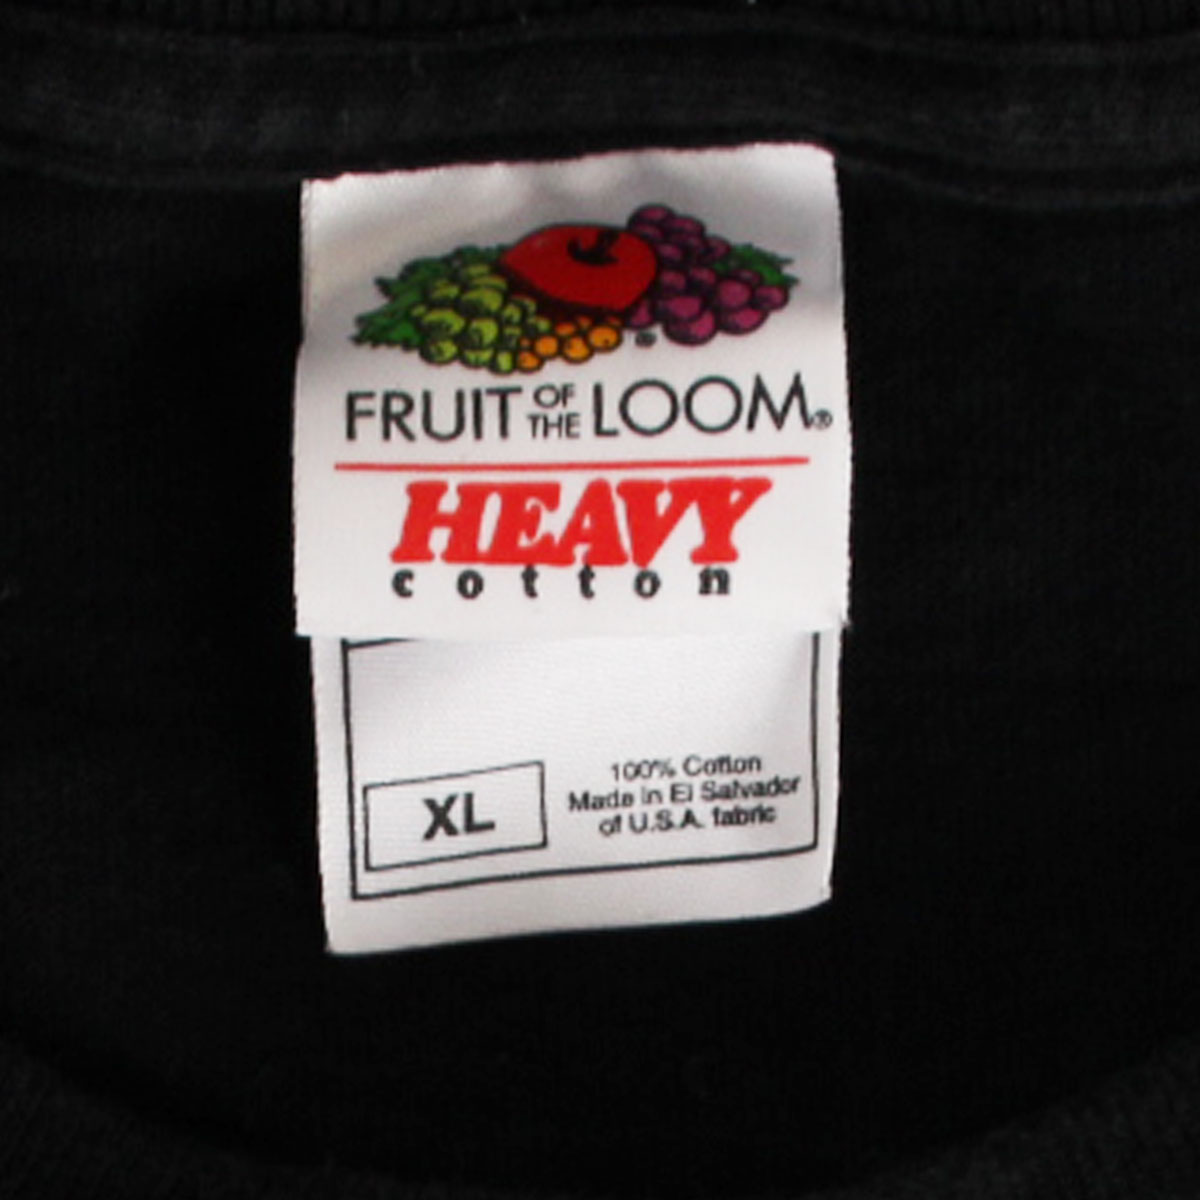 ®
FRUIT OF THE LOOM®
HEAVY
cotton
XL
100% Cotton
Made in El Salvador
of U.S.A. fabric